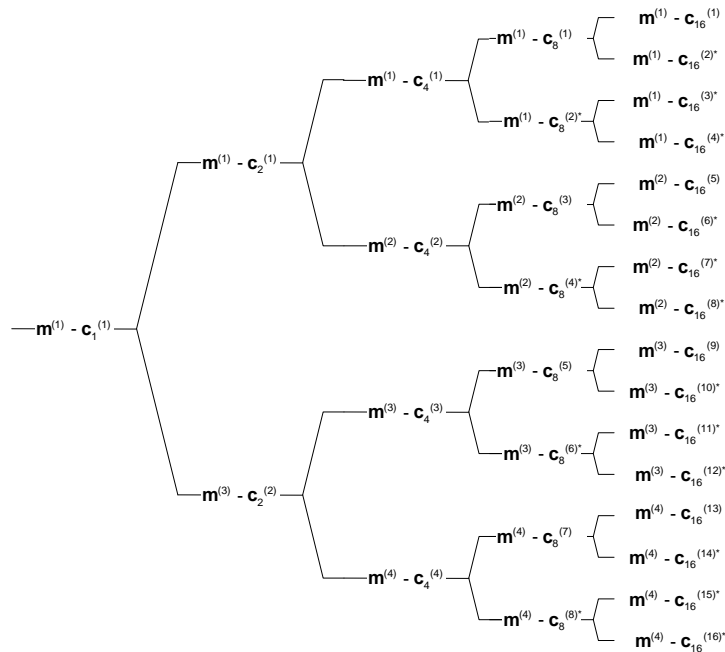 m⁽¹⁾ - c₁₆⁽¹⁾
m⁽¹⁾ - c₈⁽¹⁾
m⁽¹⁾ - c₁₆⁽²⁾*
m⁽¹⁾ - c₄⁽¹⁾
m⁽¹⁾ - c₁₆⁽³⁾*
m⁽¹⁾ - c₈⁽²⁾*
m⁽¹⁾ - c₁₆⁽⁴⁾*
m⁽¹⁾ - c₂⁽¹⁾
m⁽²⁾ - c₁₆⁽⁵⁾
m⁽²⁾ - c₈⁽³⁾
m⁽²⁾ - c₁₆⁽⁶⁾*
m⁽²⁾ - c₄⁽²⁾
m⁽²⁾ - c₁₆⁽⁷⁾*
m⁽²⁾ - c₈⁽⁴⁾*
m⁽²⁾ - c₁₆⁽⁸⁾*
m⁽¹⁾ - c₁⁽¹⁾
m⁽³⁾ - c₁₆⁽⁹⁾
m⁽³⁾ - c₈⁽⁵⁾
m⁽³⁾ - c₁₆⁽¹⁰⁾*
m⁽³⁾ - c₄⁽³⁾
m⁽³⁾ - c₁₆⁽¹¹⁾*
m⁽³⁾ - c₈⁽⁶⁾*
m⁽³⁾ - c₁₆⁽¹²⁾*
m⁽³⁾ - c₂⁽²⁾
m⁽⁴⁾ - c₁₆⁽¹³⁾
m⁽⁴⁾ - c₈⁽⁷⁾
m⁽⁴⁾ - c₁₆⁽¹⁴⁾*
m⁽⁴⁾ - c₄⁽⁴⁾
m⁽⁴⁾ - c₁₆⁽¹⁵⁾*
m⁽⁴⁾ - c₈⁽⁸⁾*
m⁽⁴⁾ - c₁₆⁽¹⁶⁾*